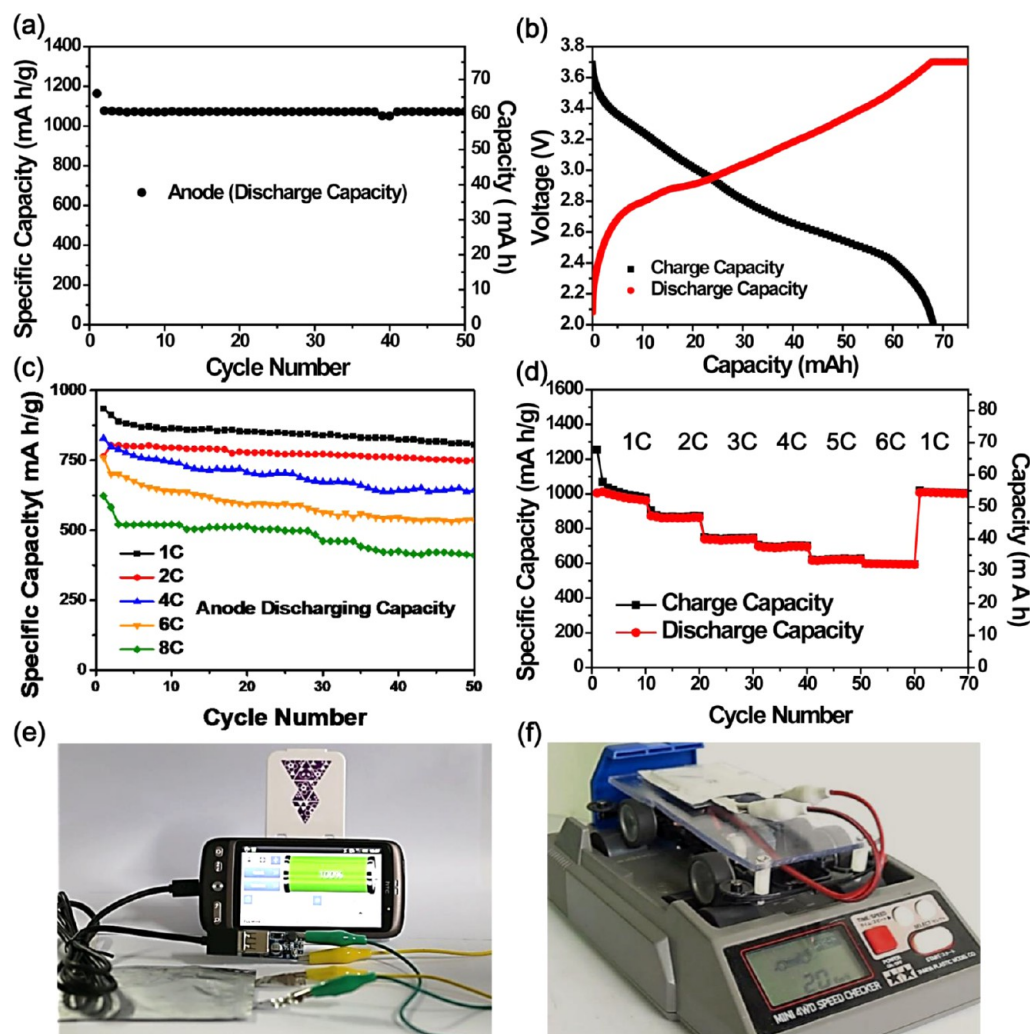 (a)
1400
1200
1000
800
600
400
200
0
Specific Capacity (mA h/g)
70
60
50
40
30
20
10
0
Capacity ( mA h)
Anode (Discharge Capacity)
0 10 20 30 40 50
Cycle Number
(b)
3.8
3.6
3.4
3.2
3.0
2.8
2.6
2.4
2.2
2.0
Voltage (V)
Charge Capacity
Discharge Capacity
0 10 20 30 40 50 60 70
Capacity (mAh)
(c)
1000
750
500
250
0
Specific Capacity( mA h/g)
1C
2C
4C
6C
8C
Anode Discharging Capacity
0 10 20 30 40 50
Cycle Number
(d)
1600
1400
1200
1000
800
600
400
200
0
Specific Capacity (mA h/g)
1C 2C 3C 4C 5C 6C 1C
80
70
60
50
40
30
20
10
0
Capacity (m A h)
Charge Capacity
Discharge Capacity
0 10 20 30 40 50 60 70
Cycle Number
(e)
100%
htc
(f)
20
POWER
MINI 4WD SPEED CHECKER